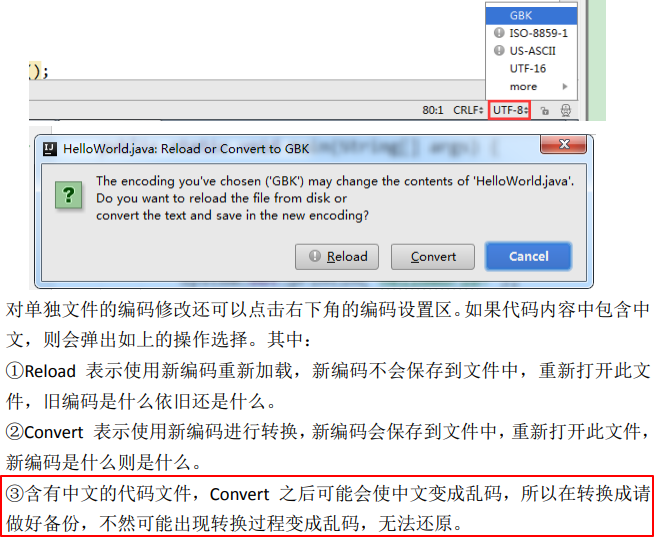 GBK
ISO-8859-1
US-ASCII
UTF-16
more
();
80:1 CRLF UTF-8
HelloWorld.java: Reload or Convert to GBK
The encoding you've chosen ('GBK') may change the contents of 'HelloWorld.java'.
Do you want to reload the file from disk or
convert the text and save in the new encoding?
Reload Convert Cancel
对单独文件的编码修改还可以点击右下角的编码设置区。如果代码内容中包含中
文，则会弹出如上的操作选择。其中：
①Reload 表示使用新编码重新加载，新编码不会保存到文件中，重新打开此文
件，旧编码是什么依旧还是什么。
②Convert 表示使用新编码进行转换，新编码会保存到文件中，重新打开此文件，
新编码是什么则是什么。
③含有中文的代码文件，Convert 之后可能会使中文变成乱码，所以在转换成请
做好备份，不然可能出现转换过程变成乱码，无法还原。